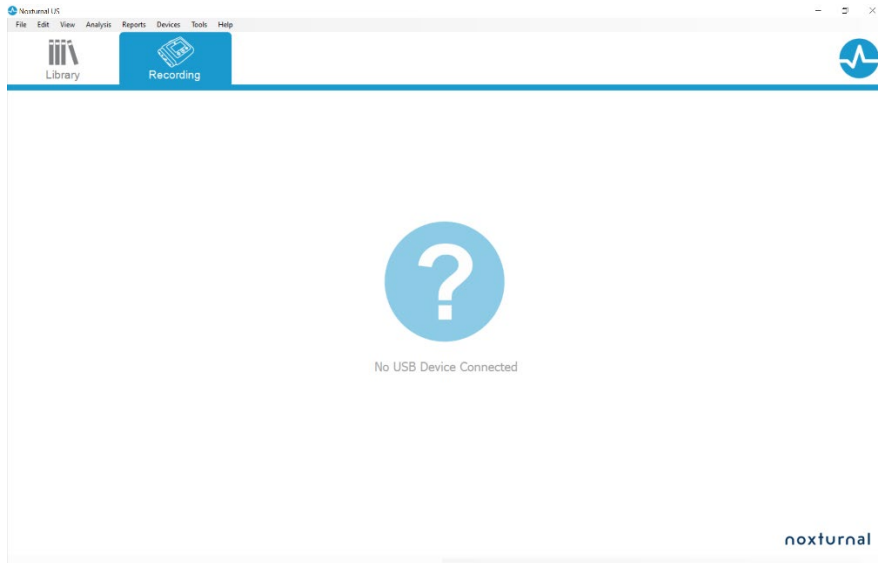 Noxturnal US
File Edit View Analysis Reports Devices Tools Help
Library
Recording
?
No USB Device Connected
noxturnal